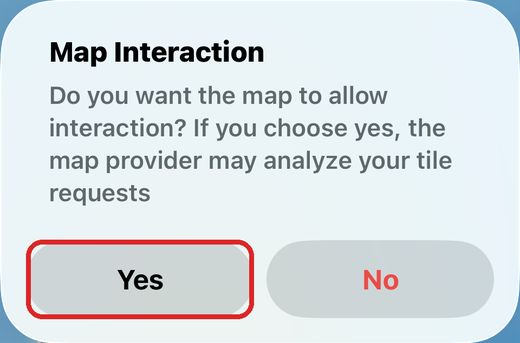 Map Interaction
Do you want the map to allow
interaction? If you choose yes, the
map provider may analyze your tile
requests
Yes
No